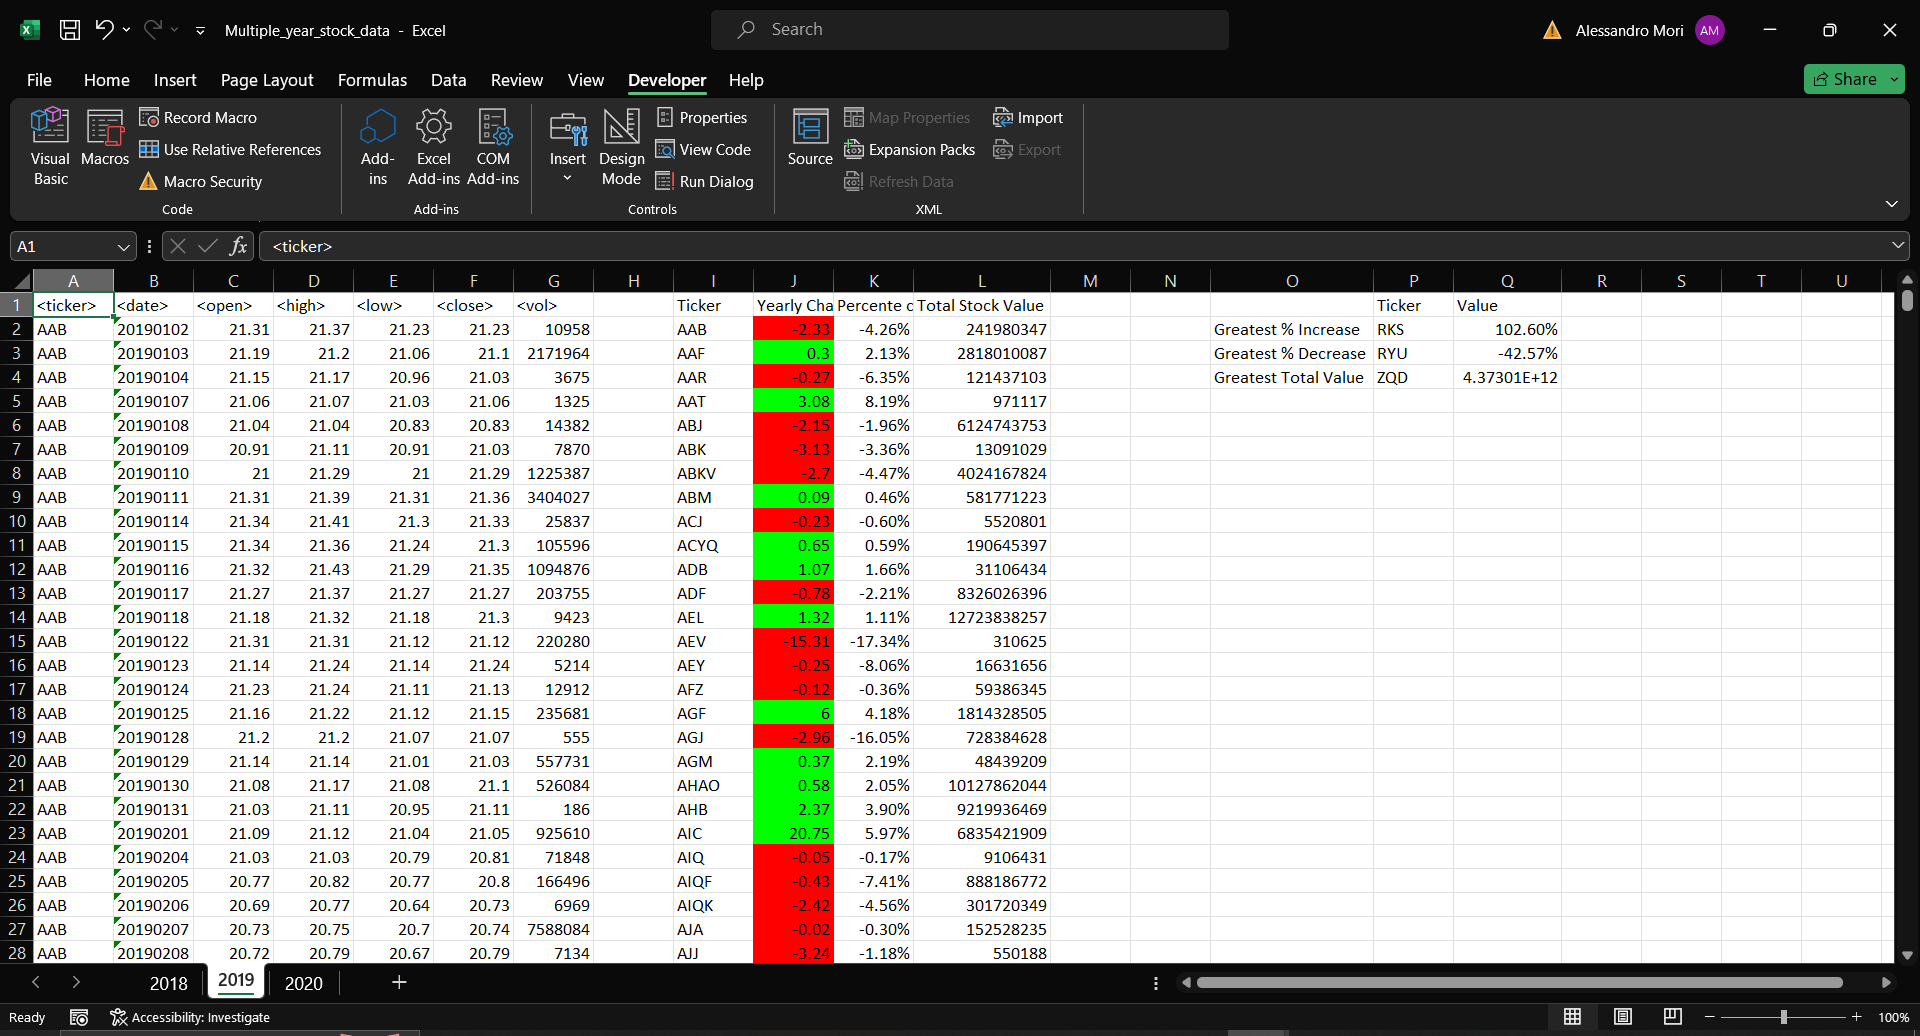 Multiple_year_stock_data - Excel
Search
Alessandro Mori AM
File Home Insert Page Layout Formulas Data Review View Developer Help
Share
Visual Basic
Macros
Record Macro
Use Relative References
Macro Security
Code
Add-ins
Excel Add-ins
COM Add-ins
Add-ins
Insert
Design Mode
Properties
View Code
Run Dialog
Controls
Source
Map Properties
Expansion Packs
Refresh Data
Import
Export
XML
A1
fx
<ticker>
A B C D E F G H I J K L M N O P Q R S T U
1 <ticker> <date> <open> <high> <low> <close> <vol> Ticker Yearly Cha Percente c Total Stock Value Ticker Value
2 AAB 20190102 21.31 21.37 21.23 21.23 10958 AAB -2.33 -4.26% 241980347 Greatest % Increase RKS 102.60%
3 AAB 20190103 21.19 21.2 21.06 21.1 2171964 AAF 0.3 2.13% 2818010087 Greatest % Decrease RYU -42.57%
4 AAB 20190104 21.15 21.17 20.96 21.03 3675 AAR -0.27 -6.35% 121437103 Greatest Total Value ZQD 4.37301E+12
5 AAB 20190107 21.06 21.07 21.03 21.06 1325 AAT 3.08 8.19% 971117
6 AAB 20190108 21.04 21.04 20.83 20.83 14382 ABJ -2.15 -1.96% 6124743753
7 AAB 20190109 20.91 21.11 20.91 21.03 7870 ABK -3.13 -3.36% 13091029
8 AAB 20190110 21 21.29 21 21.29 1225387 ABKV -2.7 -4.47% 4024167824
9 AAB 20190111 21.31 21.39 21.31 21.36 3404027 ABM 0.09 0.46% 581771223
10 AAB 20190114 21.34 21.41 21.3 21.33 25837 ACJ -0.23 -0.60% 5520801
11 AAB 20190115 21.34 21.36 21.24 21.3 105596 ACYQ 0.65 0.59% 190645397
12 AAB 20190116 21.32 21.43 21.29 21.35 1094876 ADB 1.07 1.66% 31106434
13 AAB 20190117 21.27 21.37 21.27 21.27 203755 ADF -0.78 -2.21% 8326026396
14 AAB 20190118 21.18 21.32 21.18 21.3 9423 AEL 1.32 1.11% 12723838257
15 AAB 20190122 21.31 21.31 21.12 21.12 220280 AEV -15.31 -17.34% 310625
16 AAB 20190123 21.14 21.24 21.14 21.24 5214 AEY -0.25 -8.06% 16631656
17 AAB 20190124 21.23 21.24 21.11 21.13 12912 AFZ -0.12 -0.36% 59386345
18 AAB 20190125 21.16 21.22 21.12 21.15 235681 AGF 6 4.18% 1814328505
19 AAB 20190128 21.2 21.2 21.07 21.07 555 AGJ -2.96 -16.05% 728384628
20 AAB 20190129 21.14 21.14 21.01 21.03 557731 AGM 0.37 2.19% 48439209
21 AAB 20190130 21.08 21.17 21.08 21.1 526084 AHAO 0.58 2.05% 10127862044
22 AAB 20190131 21.03 21.11 20.95 21.11 186 AHB 2.37 3.90% 9219936469
23 AAB 20190201 21.09 21.12 21.04 21.05 925610 AIC 20.75 5.97% 6835421909
24 AAB 20190204 21.03 21.03 20.79 20.81 71848 AIQ -0.05 -0.17% 9106431
25 AAB 20190205 20.77 20.82 20.77 20.8 166496 AIQF -0.43 -7.41% 888186772
26 AAB 20190206 20.69 20.77 20.64 20.73 6969 AIQK -2.42 -4.56% 301720349
27 AAB 20190207 20.73 20.75 20.7 20.74 7588084 AJA -0.02 -0.30% 152528235
28 AAB 20190208 20.72 20.79 20.67 20.79 7134 AJJ -3.24 -1.18% 550188
2018 2019 2020
Ready Accessibility: Investigate 100%